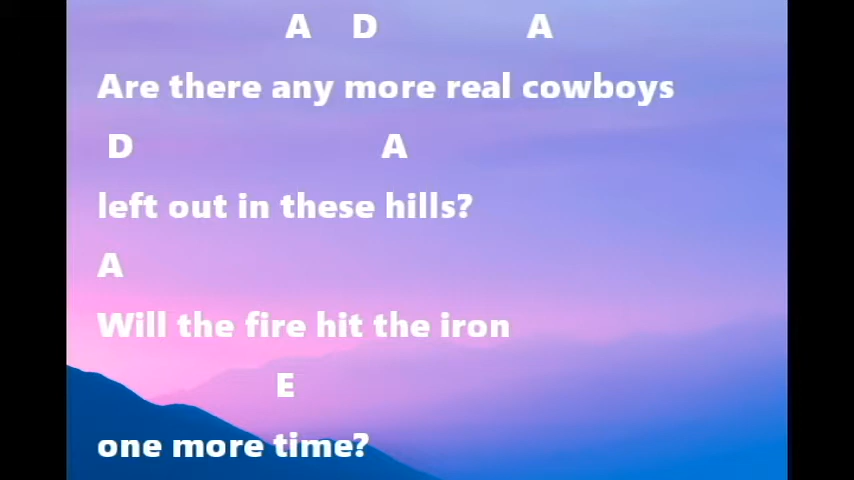 A D A
Are there any more real cowboys
D A
left out in these hills?
A
Will the fire hit the iron
E
one more time?